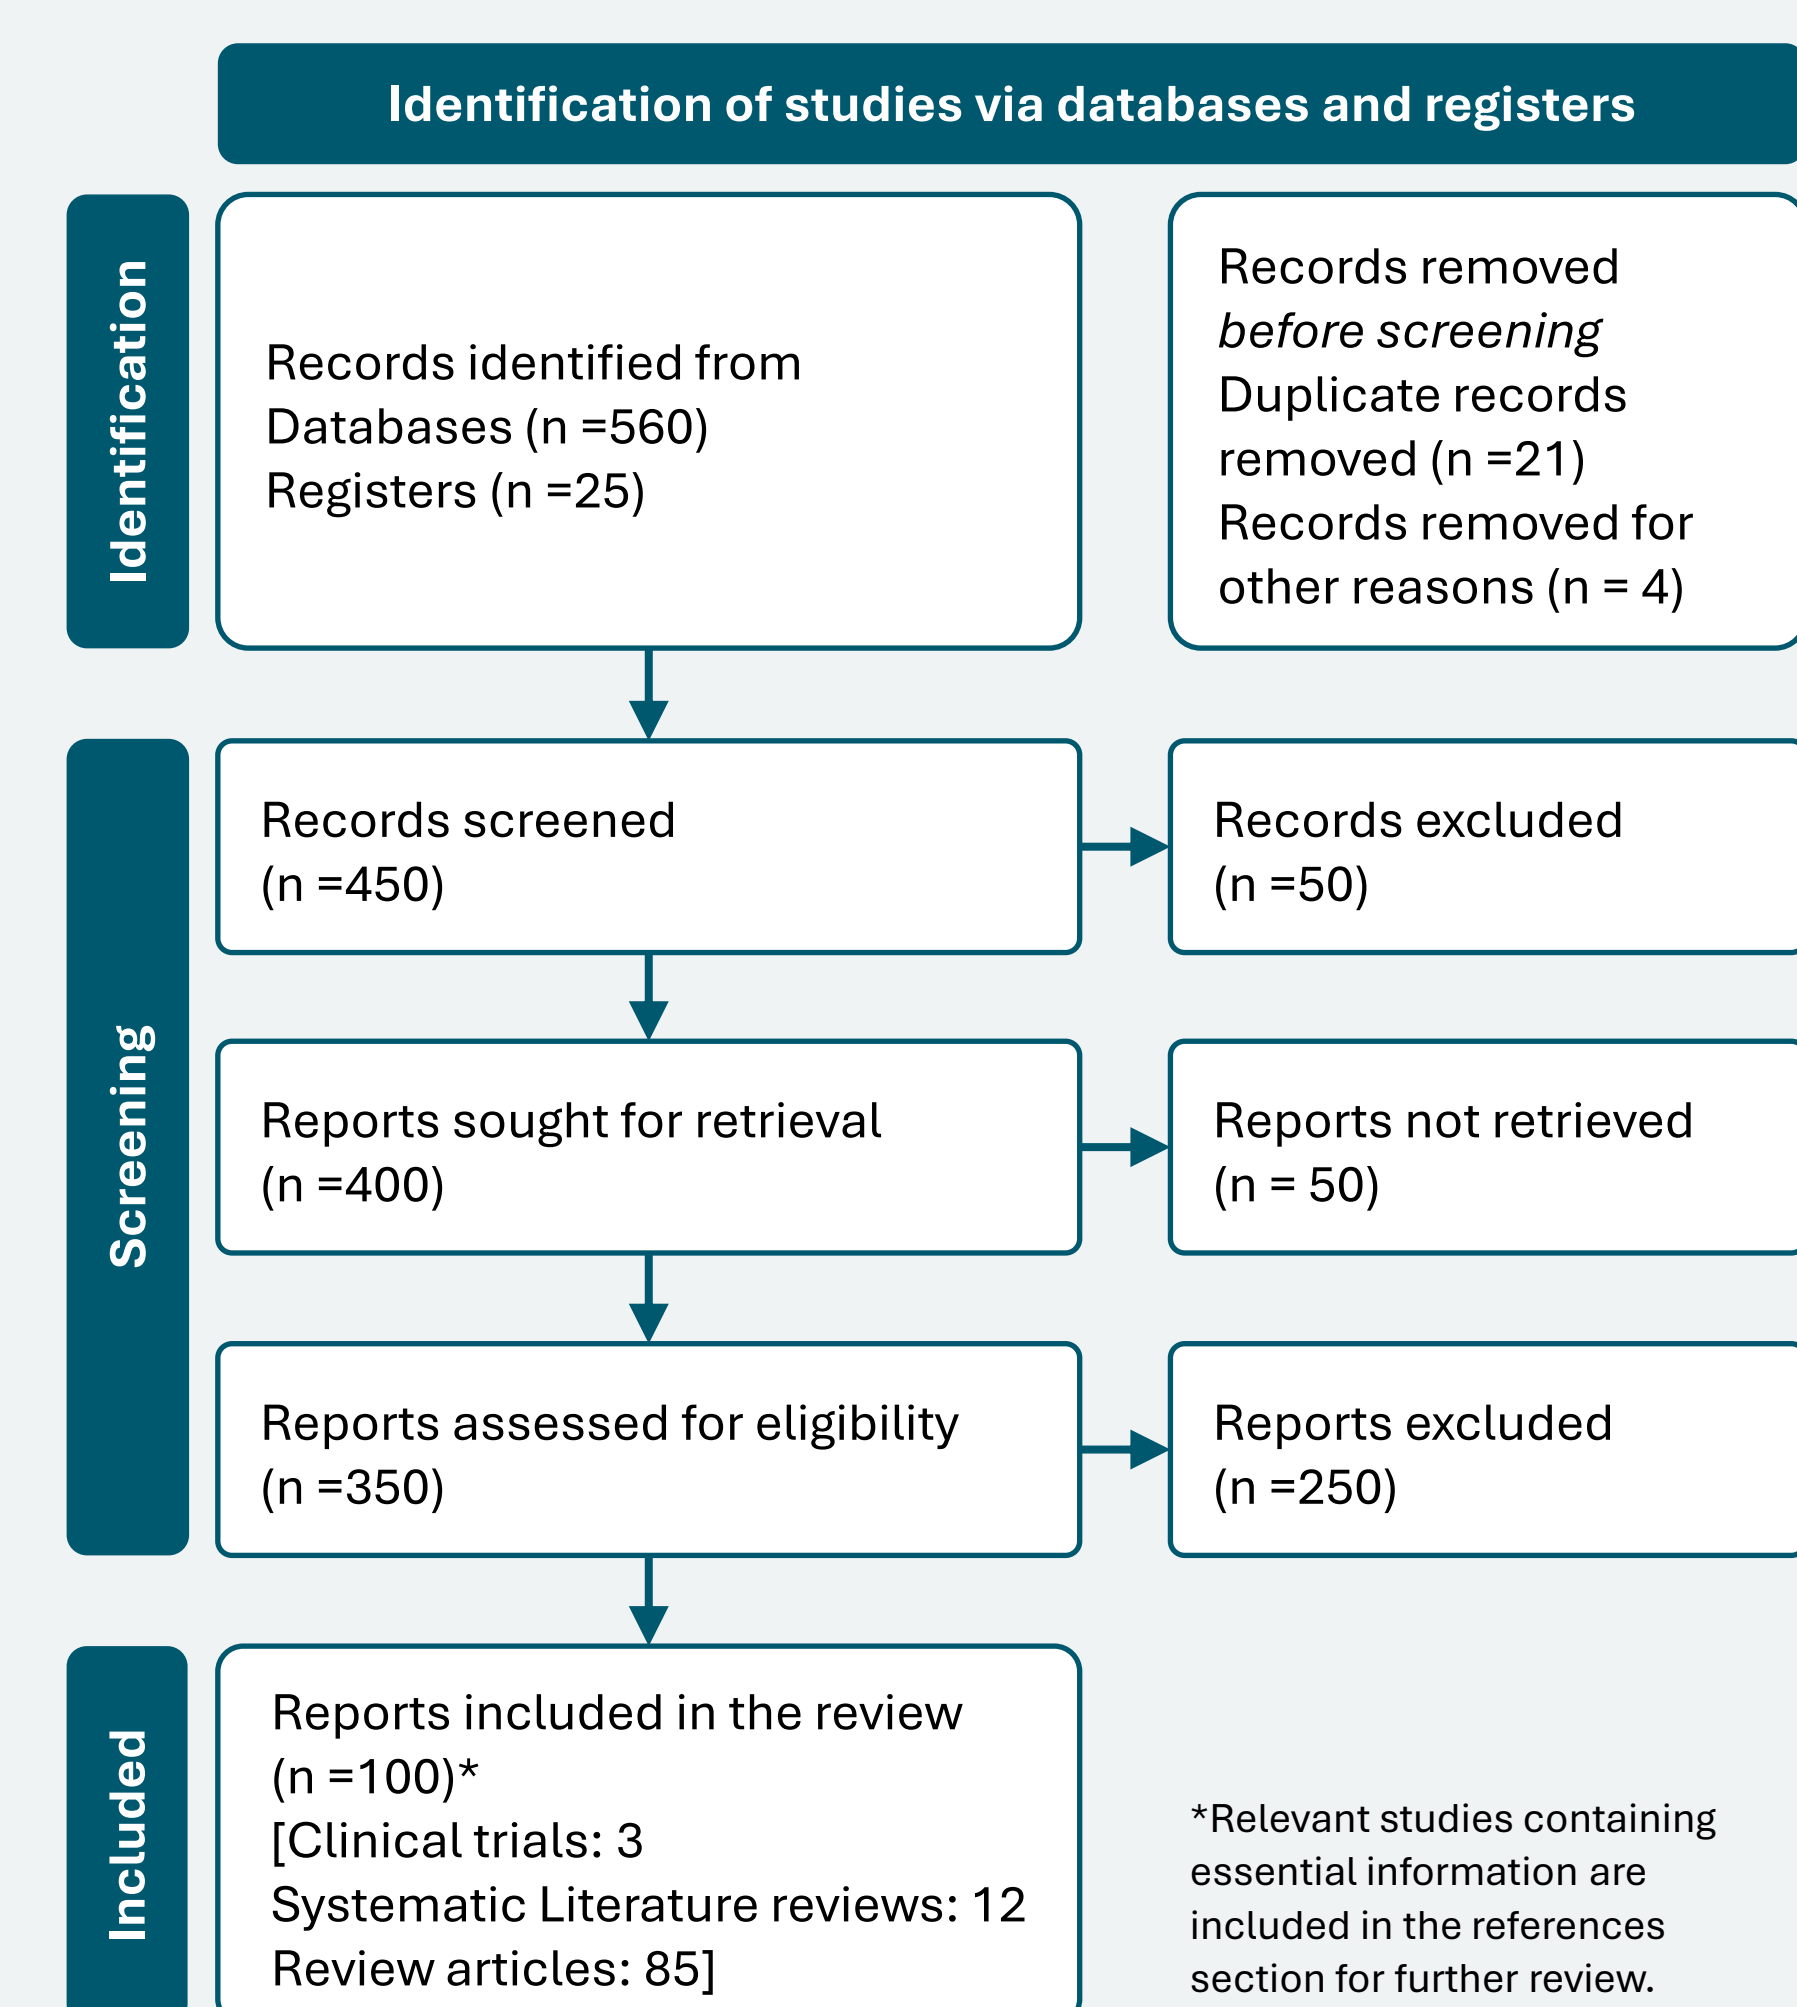 Identification of studies via databases and registers
Identification
Records identified from
Databases (n =560)
Registers (n =25)
Records removed
before screening
Duplicate records
removed (n =21)
Records removed for
other reasons (n = 4)
Screening
Records screened
(n =450)
Records excluded
(n =50)
Reports sought for retrieval
(n =400)
Reports not retrieved
(n = 50)
Reports assessed for eligibility
(n =350)
Reports excluded
(n =250)
Included
Reports included in the review
(n =100)*
[Clinical trials: 3
Systematic Literature reviews: 12
Review articles: 85]
*Relevant studies containing
essential information are
included in the references
section for further review.